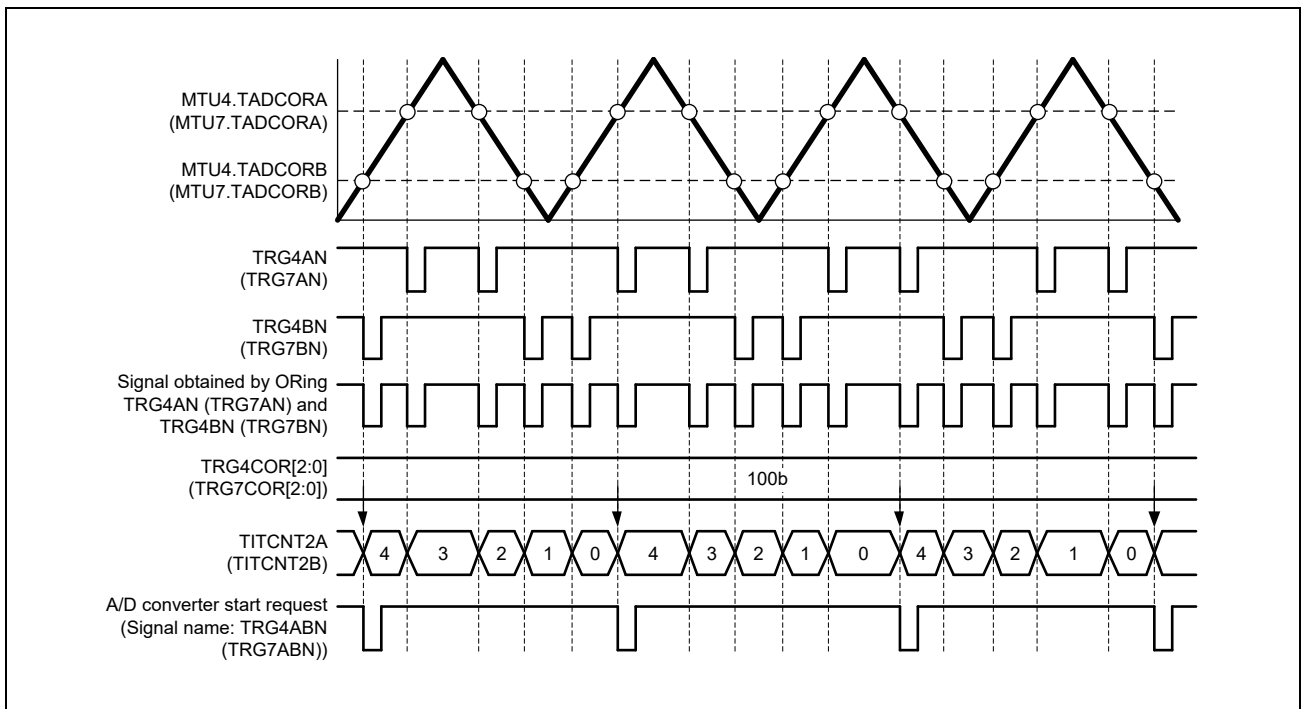 MTU4.TADCORA
(MTU7.TADCORA)
MTU4.TADCORB
(MTU7.TADCORB)
TRG4AN
(TRG7AN)
TRG4BN
(TRG7BN)
Signal obtained by ORing
TRG4AN (TRG7AN) and
TRG4BN (TRG7BN)
TRG4COR[2:0]
(TRG7COR[2:0])
100b
TITCNT2A
(TITCNT2B)
4 3 2 1 0 4 3 2 1 0 4 3 2 1 0
A/D converter start request
(Signal name: TRG4ABN
(TRG7ABN))